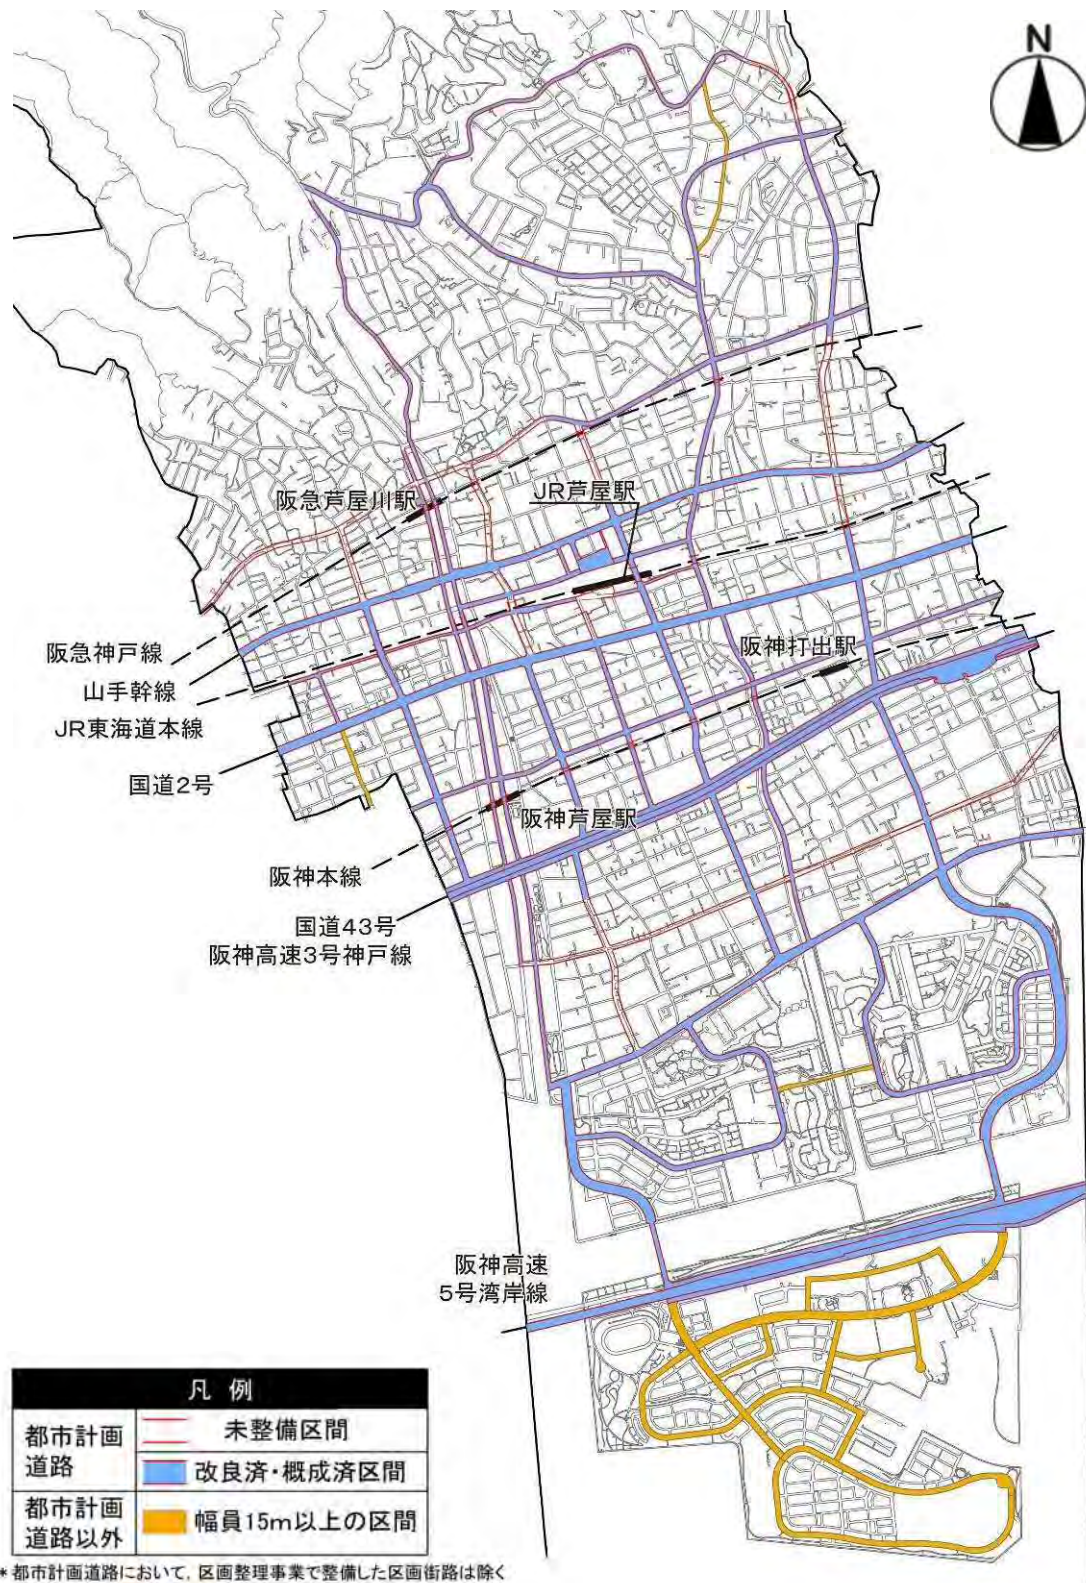 N
阪急芦屋川駅
JR芦屋駅
阪急神戸線
山手幹線
JR東海道本線
国道2号
阪神打出駅
阪神芦屋駅
阪神本線
国道43号
阪神高速3号神戸線
阪神高速
5号湾岸線
凡 例
都市計画
道路
未整備区間
改良済・概成済区間
都市計画
道路以外
幅員15m以上の区間
*都市計画道路において,区画整理事業で整備した区画街路は除く